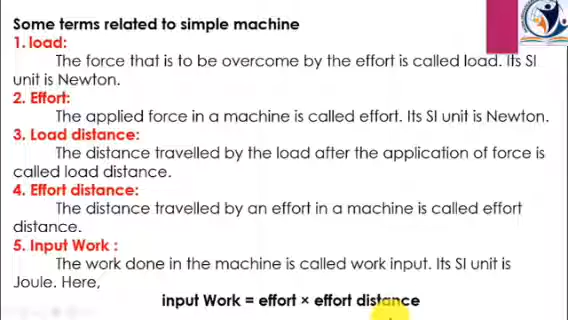 Some terms related to simple machine
1. load:
The force that is to be overcome by the effort is called load. Its SI
unit is Newton.
2. Effort:
The applied force in a machine is called effort. Its SI unit is Newton.
3. Load distance:
The distance travelled by the load after the application of force is
called load distance.
4. Effort distance:
The distance travelled by an effort in a machine is called effort
distance.
5. Input Work :
The work done in the machine is called work input. Its SI unit is
Joule. Here,
input Work = effort × effort distance